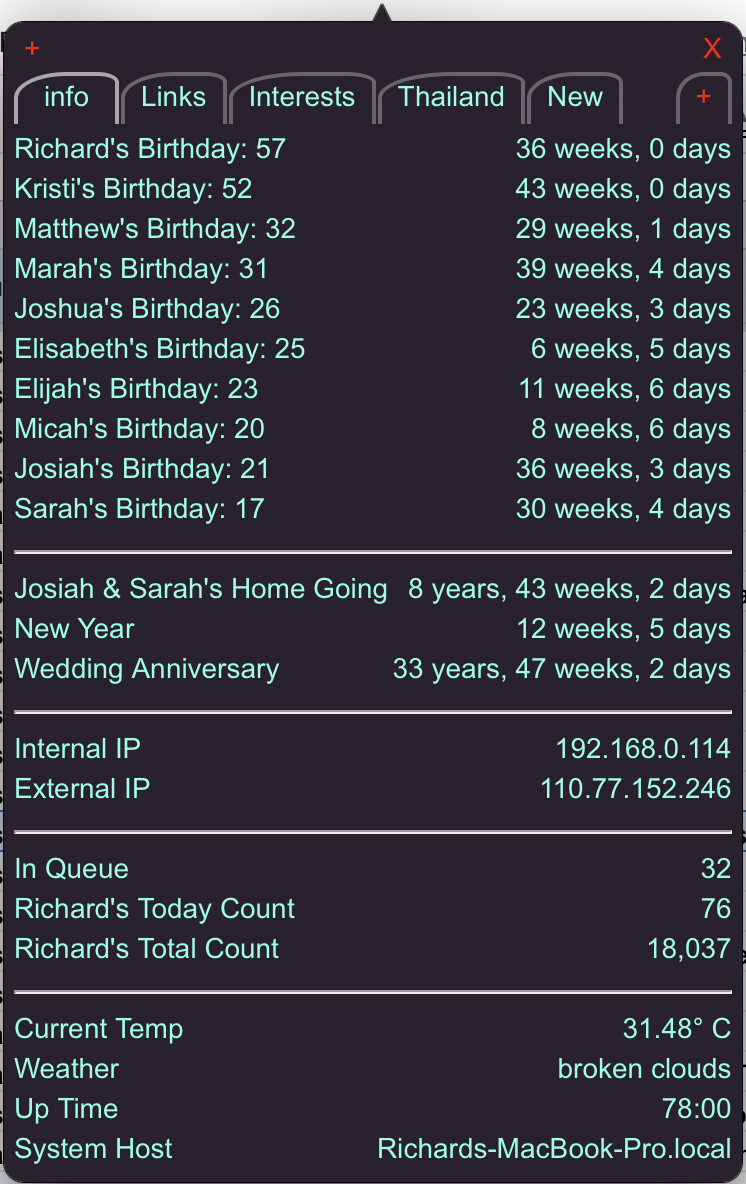 + X
info Links Interests Thailand New +
Richard's Birthday: 57 36 weeks, 0 days
Kristi's Birthday: 52 43 weeks, 0 days
Matthew's Birthday: 32 29 weeks, 1 days
Marah's Birthday: 31 39 weeks, 4 days
Joshua's Birthday: 26 23 weeks, 3 days
Elisabeth's Birthday: 25 6 weeks, 5 days
Elijah's Birthday: 23 11 weeks, 6 days
Micah's Birthday: 20 8 weeks, 6 days
Josiah's Birthday: 21 36 weeks, 3 days
Sarah's Birthday: 17 30 weeks, 4 days
Josiah & Sarah's Home Going 8 years, 43 weeks, 2 days
New Year 12 weeks, 5 days
Wedding Anniversary 33 years, 47 weeks, 2 days
Internal IP 192.168.0.114
External IP 110.77.152.246
In Queue 32
Richard's Today Count 76
Richard's Total Count 18,037
Current Temp 31.48° C
Weather broken clouds
Up Time 78:00
System Host Richards-MacBook-Pro.local